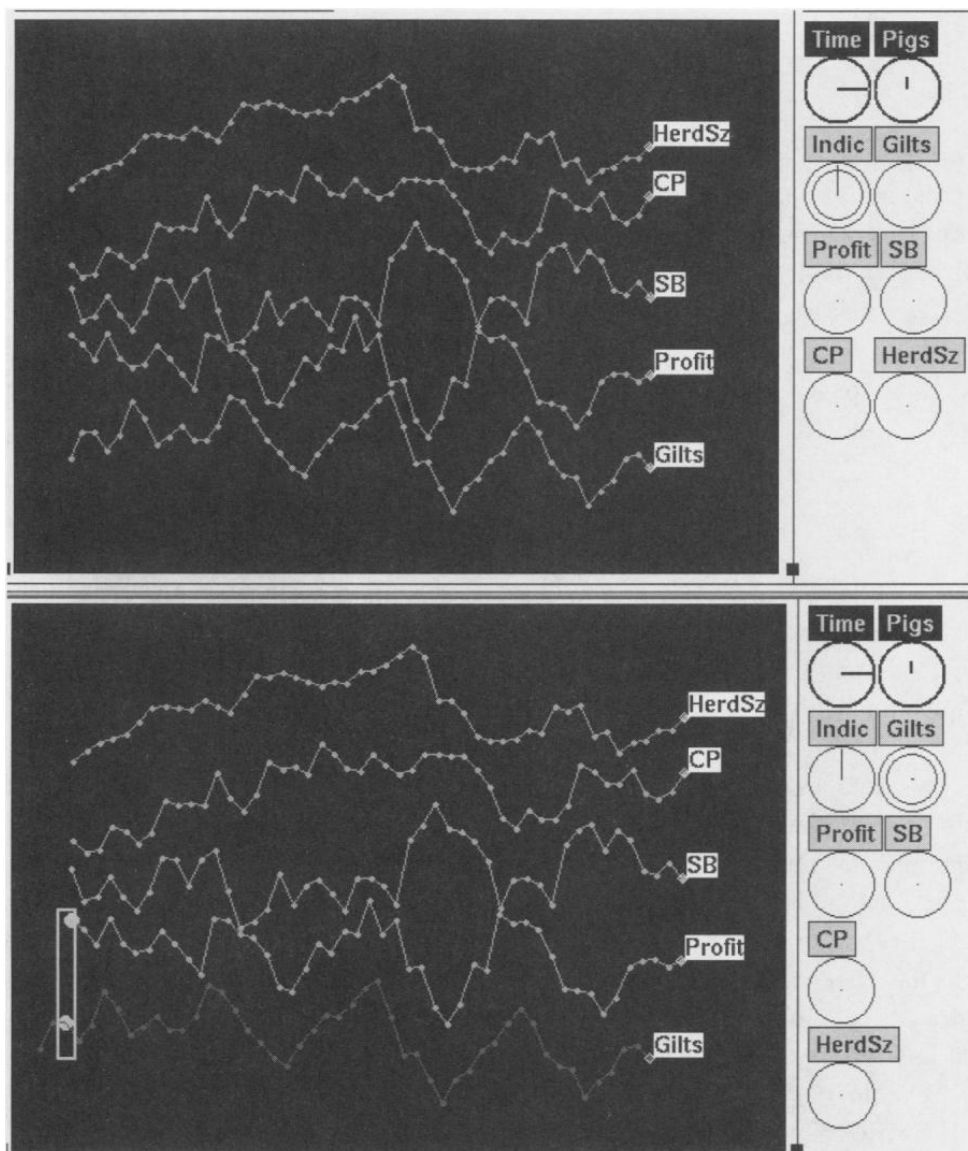 Time Pigs
HerdSz
Indic Gilts
CP
Profit SB
SB
CP HerdSz
Profit
Gilts
Time Pigs
HerdSz
Indic Gilts
CP
Profit SB
SB
CP
Profit
HerdSz
Gilts